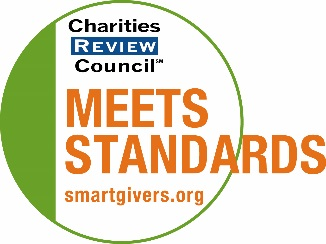 Charities
REVIEW
Council℠
MEETS
STANDARDS
smartgivers.org